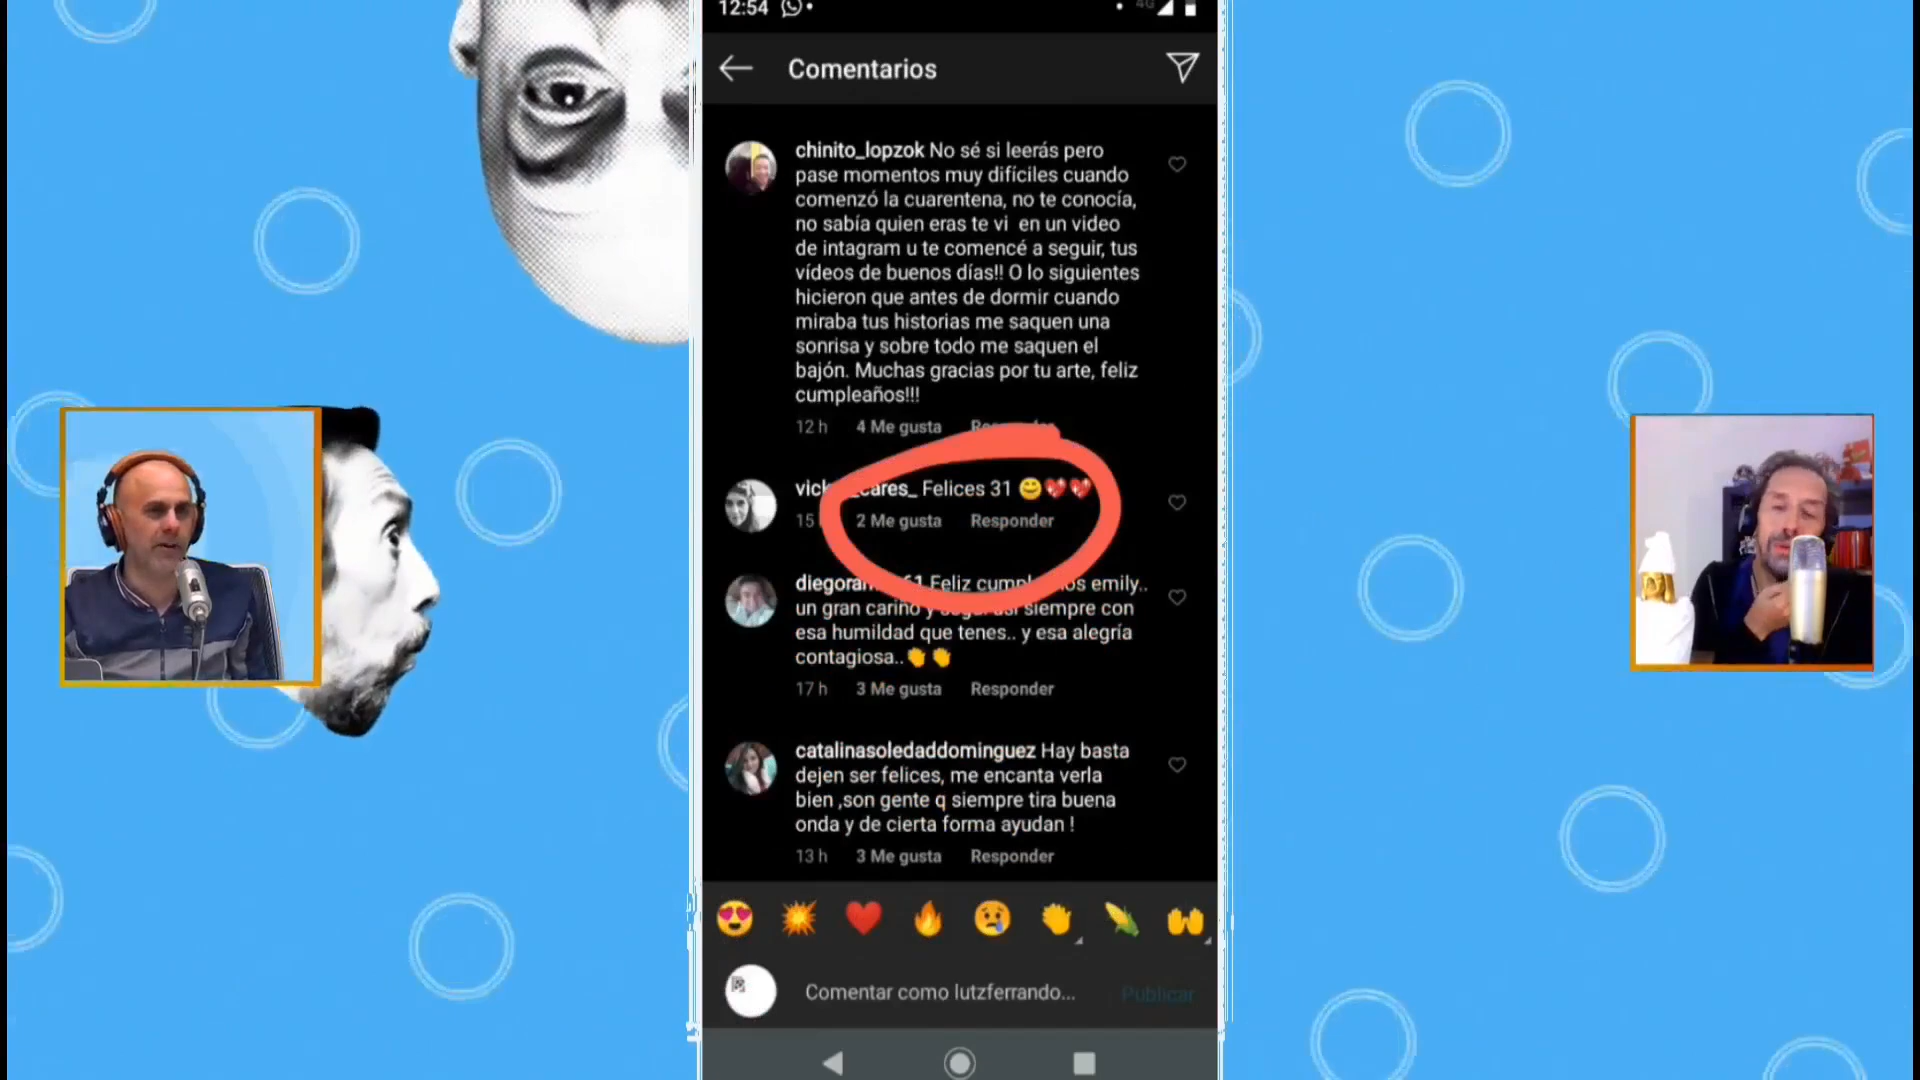 12:54
4G
Comentarios
chinito_lopzok No sé si leerás pero
pase momentos muy difíciles cuando
comenzó la cuarentena, no te conocía,
no sabía quien eras te vi en un video
de intagram u te comencé a seguir, tus
vídeos de buenos días!! O lo siguientes
hicieron que antes de dormir cuando
miraba tus historias me saquen una
sonrisa y sobre todo me saquen el
bajón. Muchas gracias por tu arte, feliz
cumpleaños!!!
12 h 4 Me gusta Responder
Felices 31 😊💖💖
2 Me gusta Responder
Feliz emily..
un gran cariño y siempre con
esa humildad que tenes.. y esa alegría
contagiosa..👏👏
17 h 3 Me gusta Responder
catalinasoledaddominguez Hay basta
dejen ser felices, me encanta verla
bien ,son gente q siempre tira buena
onda y de cierta forma ayudan !
13 h 3 Me gusta Responder
Comentar como lutzferrando... Publicar